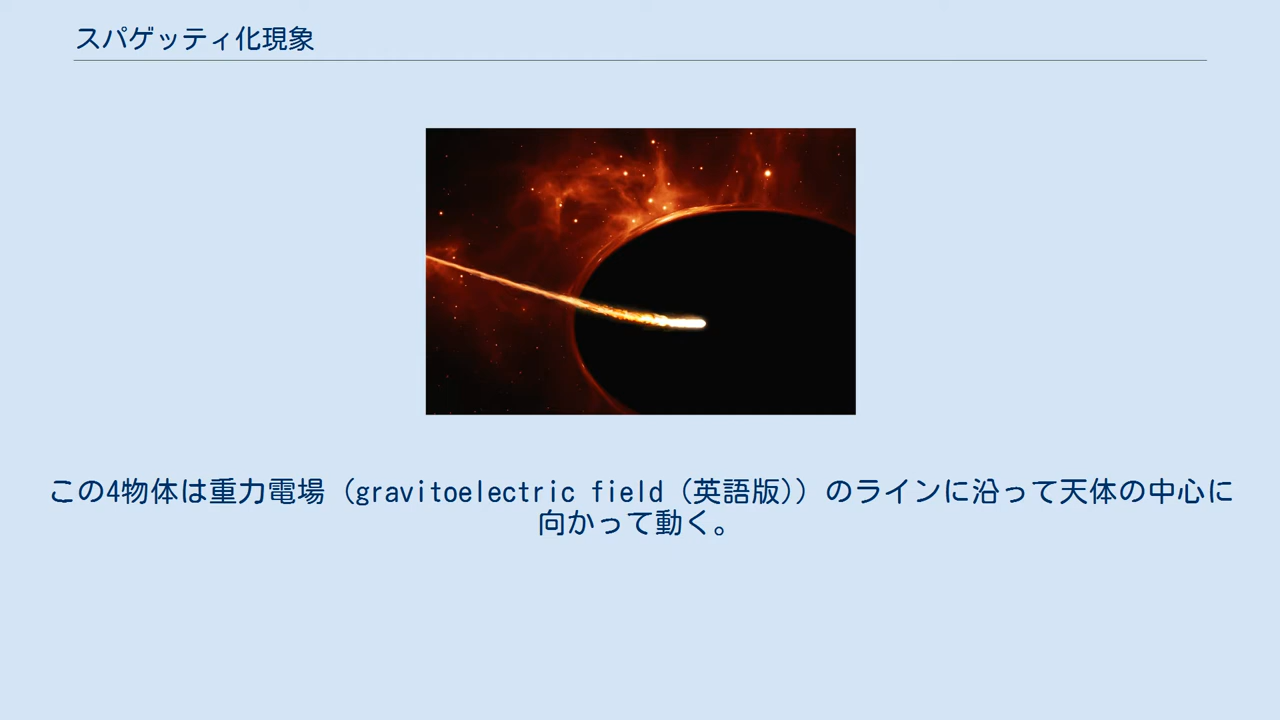 スパゲッティ化現象
この4物体は重力電場（gravitoelectric field（英語版））のラインに沿って天体の中心に
向かって動く。